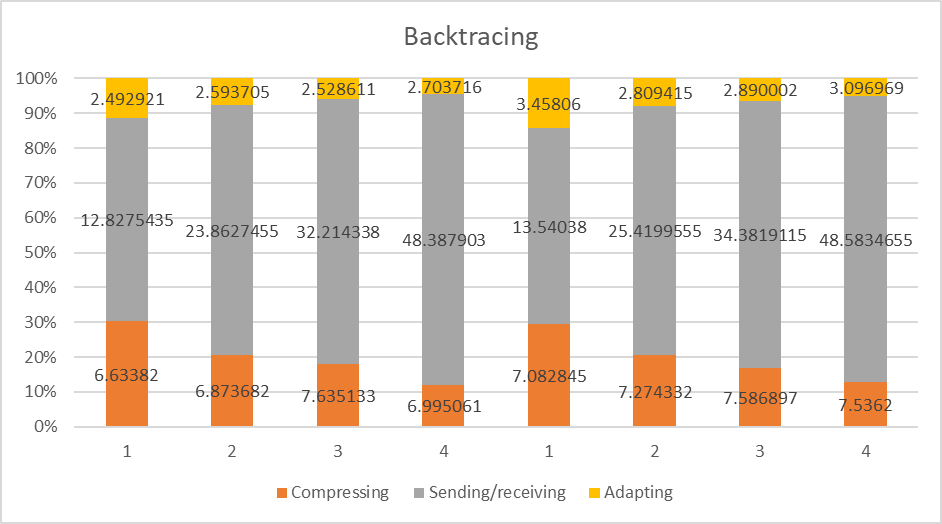 Backtracing
100%
2.492921 2.593705 2.528611 2.703716 3.45806 2.809415 2.890002 3.096969
90%
80%
70%
60%
12.8275435 23.8627455 32.214338 48.387903 13.54038 25.4199555 34.3819115 48.5834655
50%
40%
30%
20%
6.63382 6.873682 7.635133 6.995061 7.082845 7.274332 7.586897 7.5362
10%
0%
1 2 3 4 1 2 3 4
Compressing Sending/receiving Adapting